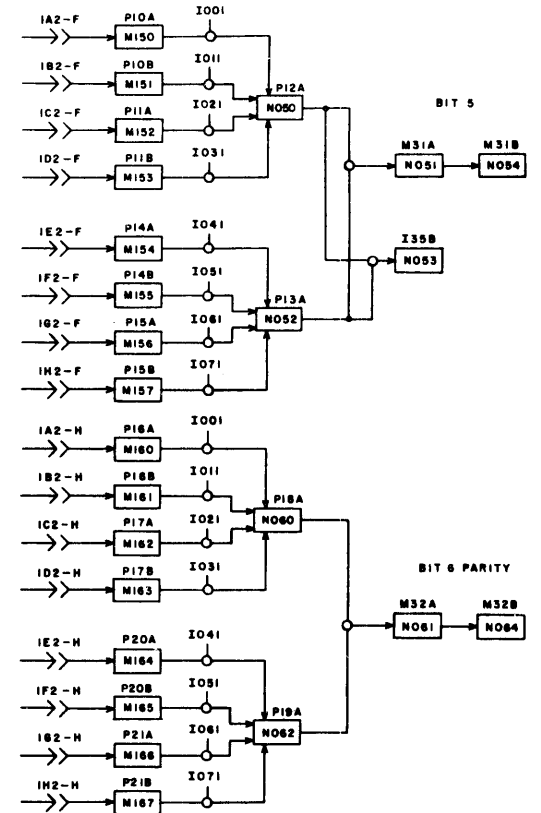 IA2-F P10A I001
M150
IB2-F P10B I011
M151 P12A
N050 BIT 5
IC2-F P11A I021
M152
ID2-F P11B I031 M31A M31B
M153 N051 N054
IE2-F P14A I041 I35B
M154 N053
IF2-F P14B I051
M155 P13A
N052
IG2-F P15A I061
M156
IH2-F P15B I071
M157
IA2-H P16A I001
M160
IB2-H P16B I011
M161 P18A
N060
IC2-H P17A I021
M162
ID2-H P17B I031 BIT 6 PARITY
M163
M32A M32B
N061 N064
IE2-H P20A I041
M164
IF2-H P20B I051
M165 P19A
N062
IG2-H P21A I061
M166
IH2-H P21B I071
M167